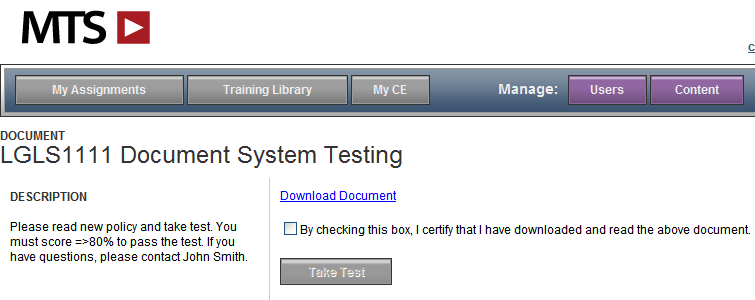 MTS
C
My Assignments Training Library My CE Manage: Users Content
DOCUMENT
LGLS1111 Document System Testing
DESCRIPTION
Please read new policy and take test. You
must score =>80% to pass the test. If you
have questions, please contact John Smith.
Download Document
By checking this box, I certify that I have downloaded and read the above document.
Take Test